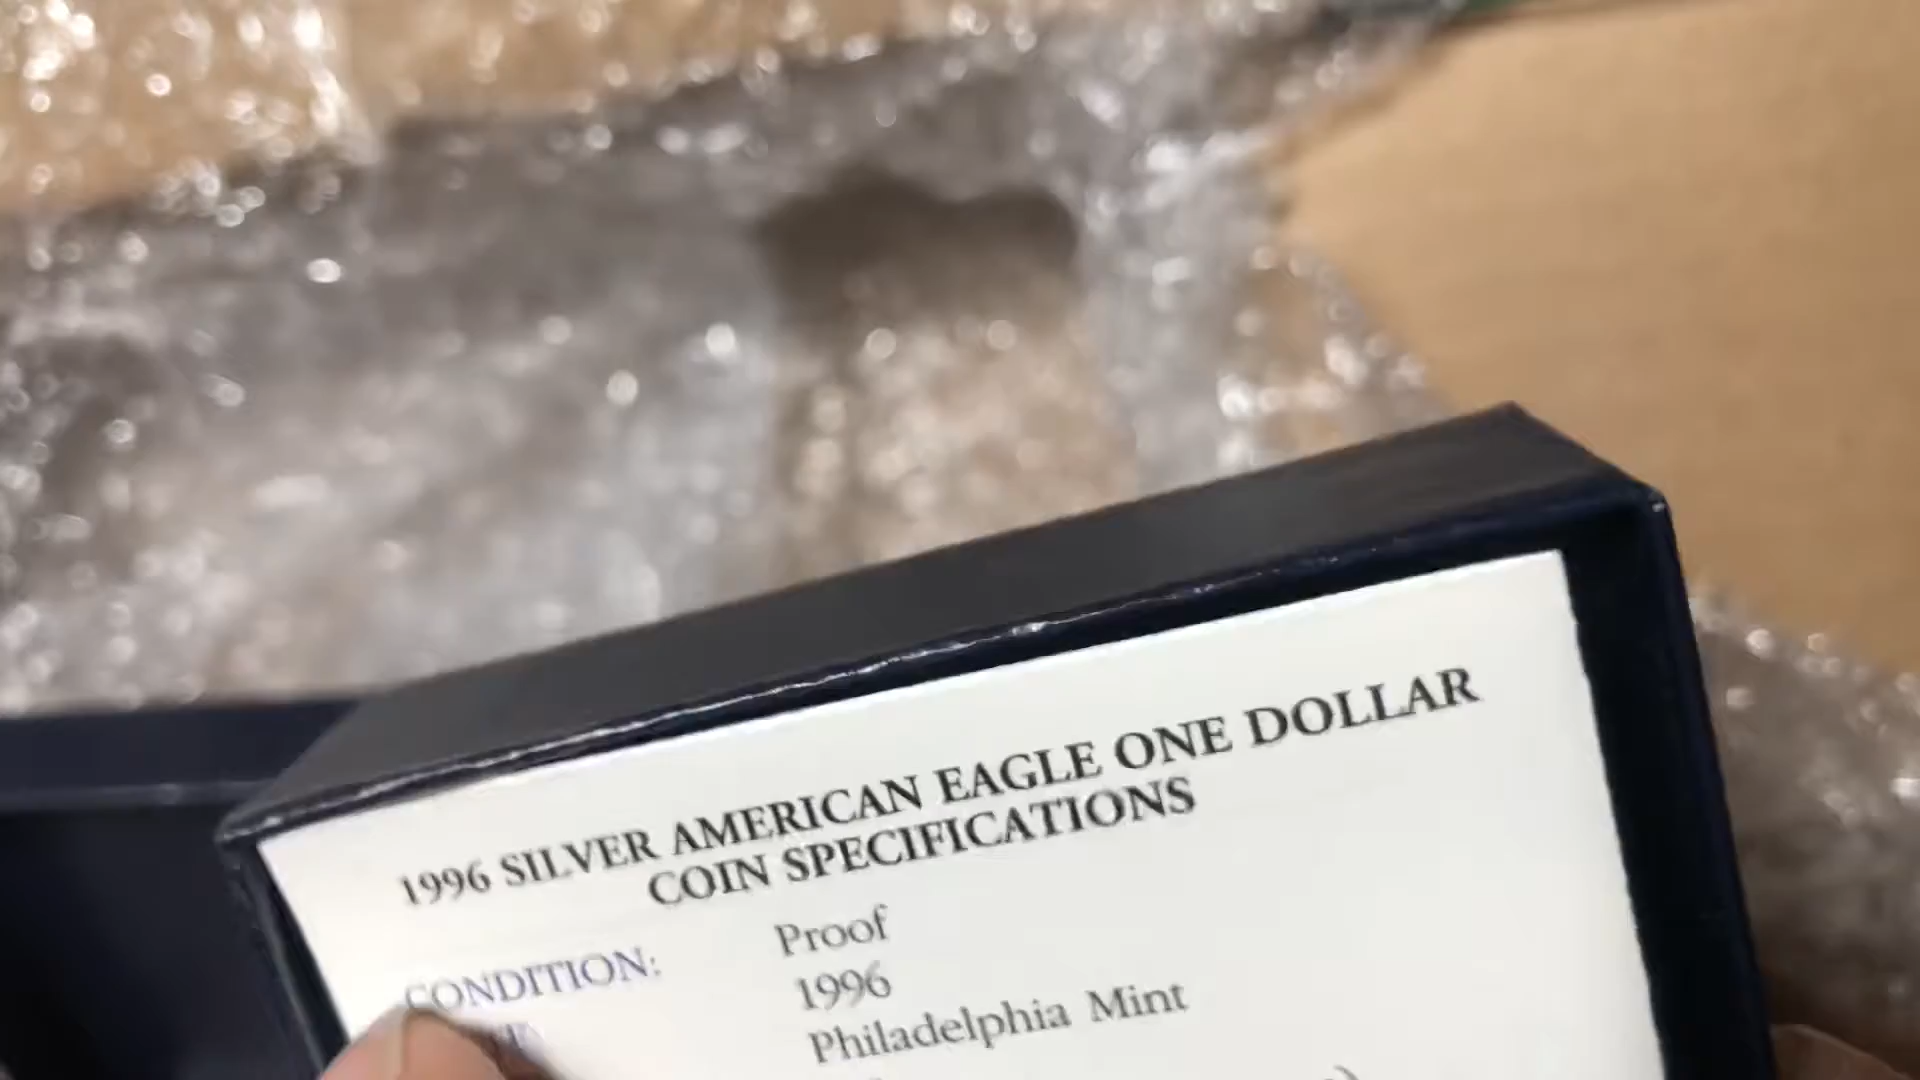 1996 SILVER AMERICAN EAGLE ONE DOLLAR
COIN SPECIFICATIONS
CONDITION: Proof
1996
Philadelphia Mint